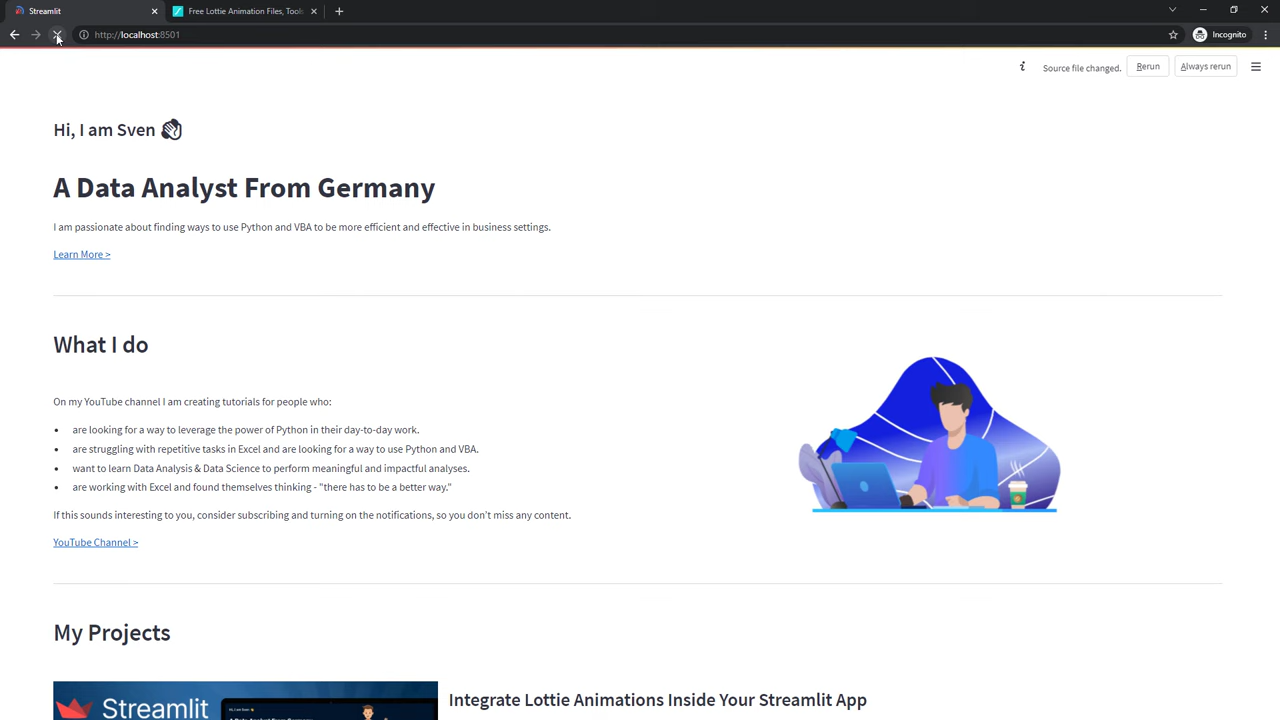 Streamlit
Free Lottie Animation Files, Tools
http://localhost:8501
Incognito
Source file changed.
Rerun
Always rerun
Hi, I am Sven 👋
A Data Analyst From Germany
I am passionate about finding ways to use Python and VBA to be more efficient and effective in business settings.
Learn More >
What I do
On my YouTube channel I am creating tutorials for people who:
• are looking for a way to leverage the power of Python in their day-to-day work.
• are struggling with repetitive tasks in Excel and are looking for a way to use Python and VBA.
• want to learn Data Analysis & Data Science to perform meaningful and impactful analyses.
• are working with Excel and found themselves thinking - "there has to be a better way."
If this sounds interesting to you, consider subscribing and turning on the notifications, so you don't miss any content.
YouTube Channel >
My Projects
Streamlit
Integrate Lottie Animations Inside Your Streamlit App